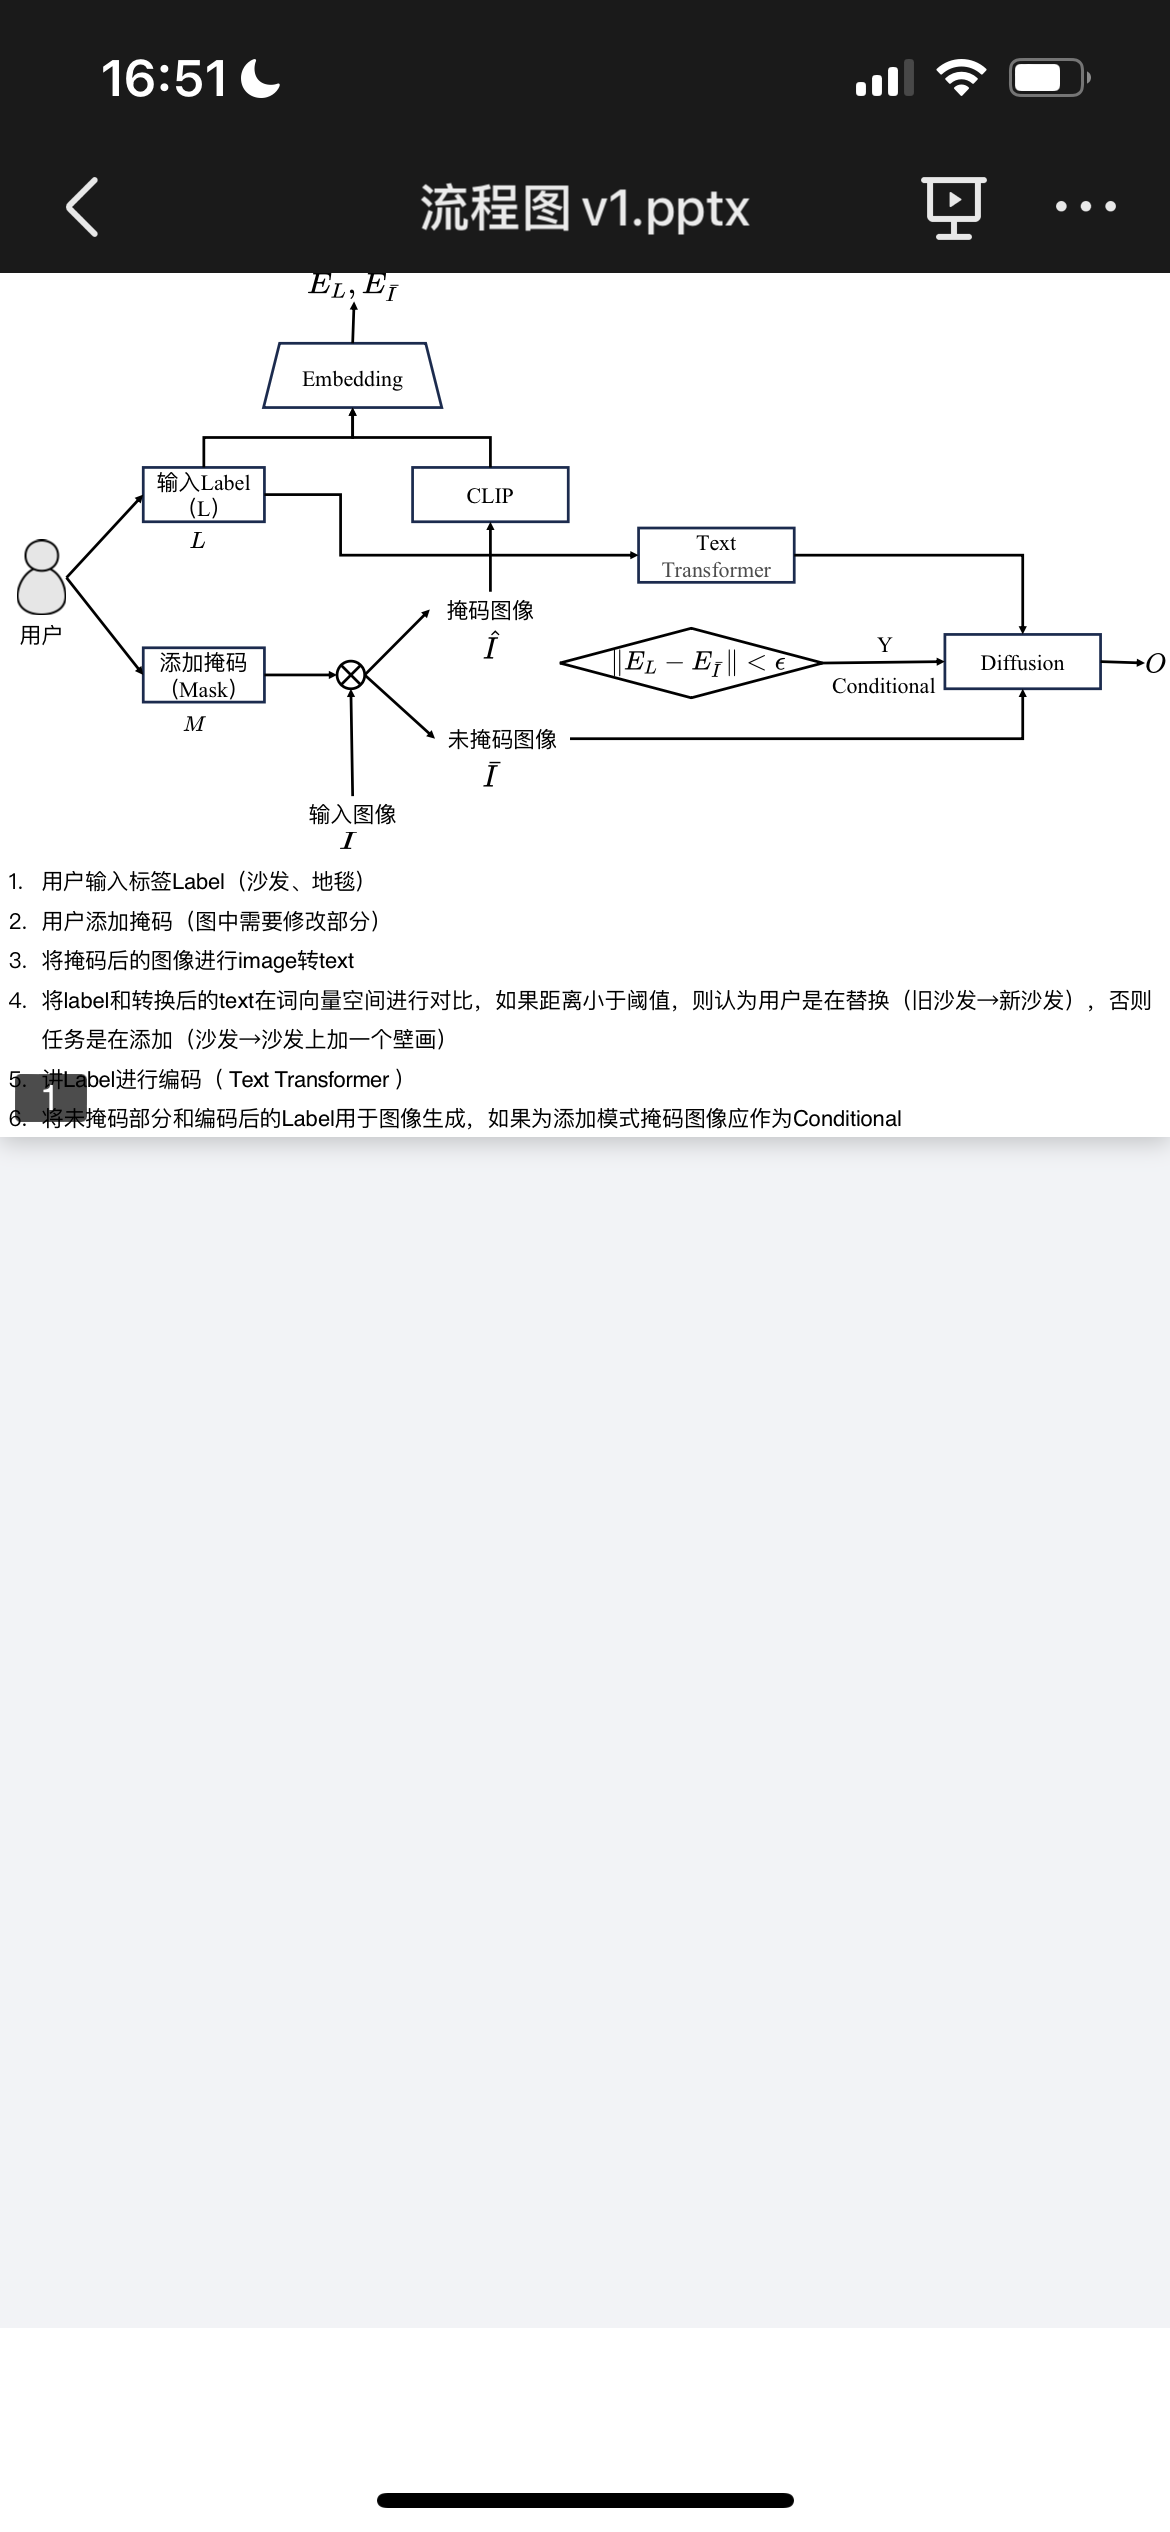 16:51
流程图 v1.pptx
E_L, E_Ī
Embedding
输入Label
（L）
L
CLIP
Text
Transformer
用户
掩码图像
Î
添加掩码
（Mask）
M
‖E_L − E_Ī‖ < ϵ
Y
Conditional
Diffusion
O
未掩码图像
Ī
输入图像
I
1. 用户输入标签Label（沙发、地毯）
2. 用户添加掩码（图中需要修改部分）
3. 将掩码后的图像进行image转text
4. 将label和转换后的text在词向量空间进行对比，如果距离小于阈值，则认为用户是在替换（旧沙发→新沙发），否则
任务是在添加（沙发→沙发上加一个壁画）
5. 讲Label进行编码（ Text Transformer ）
1
6. 将未掩码部分和编码后的Label用于图像生成，如果为添加模式掩码图像应作为Conditional